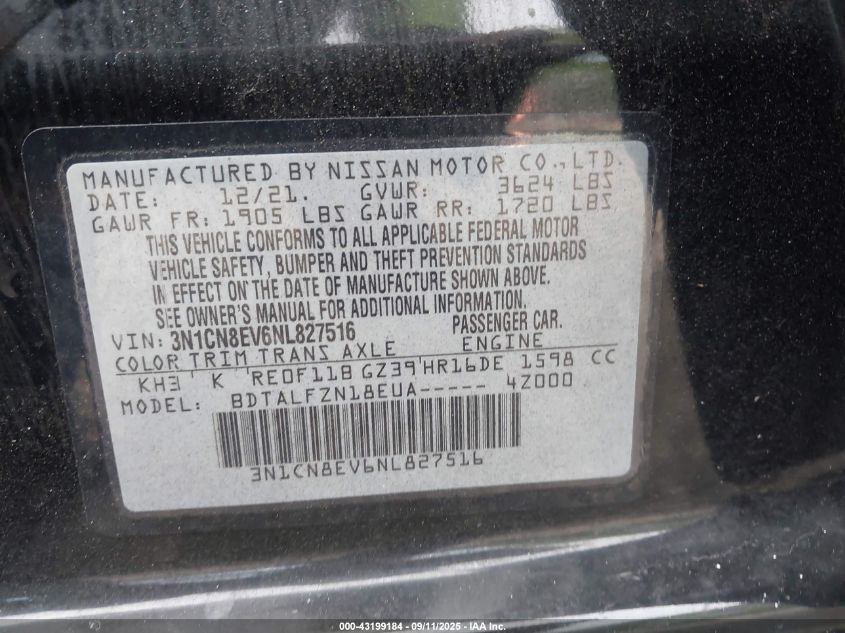 MANUFACTURED BY NISSAN MOTOR CO., LTD.
DATE: 12/21. GVWR: 3624 LBS
GAWR FR: 1905 LBS GAWR RR: 1720 LBS
THIS VEHICLE CONFORMS TO ALL APPLICABLE FEDERAL MOTOR
VEHICLE SAFETY, BUMPER AND THEFT PREVENTION STANDARDS
IN EFFECT ON THE DATE OF MANUFACTURE SHOWN ABOVE.
SEE OWNER'S MANUAL FOR ADDITIONAL INFORMATION.
VIN: 3N1CN8EV6NL827516 PASSENGER CAR.
COLOR TRIM TRANS AXLE ENGINE
KH3 K RE0F11B GZ39 HR16DE 1598 CC
MODEL: BDTALFZN18EUA----- 4Z000
3N1CN8EV6NL827516
000-43199184 - 09/11/2025 - IAA Inc.